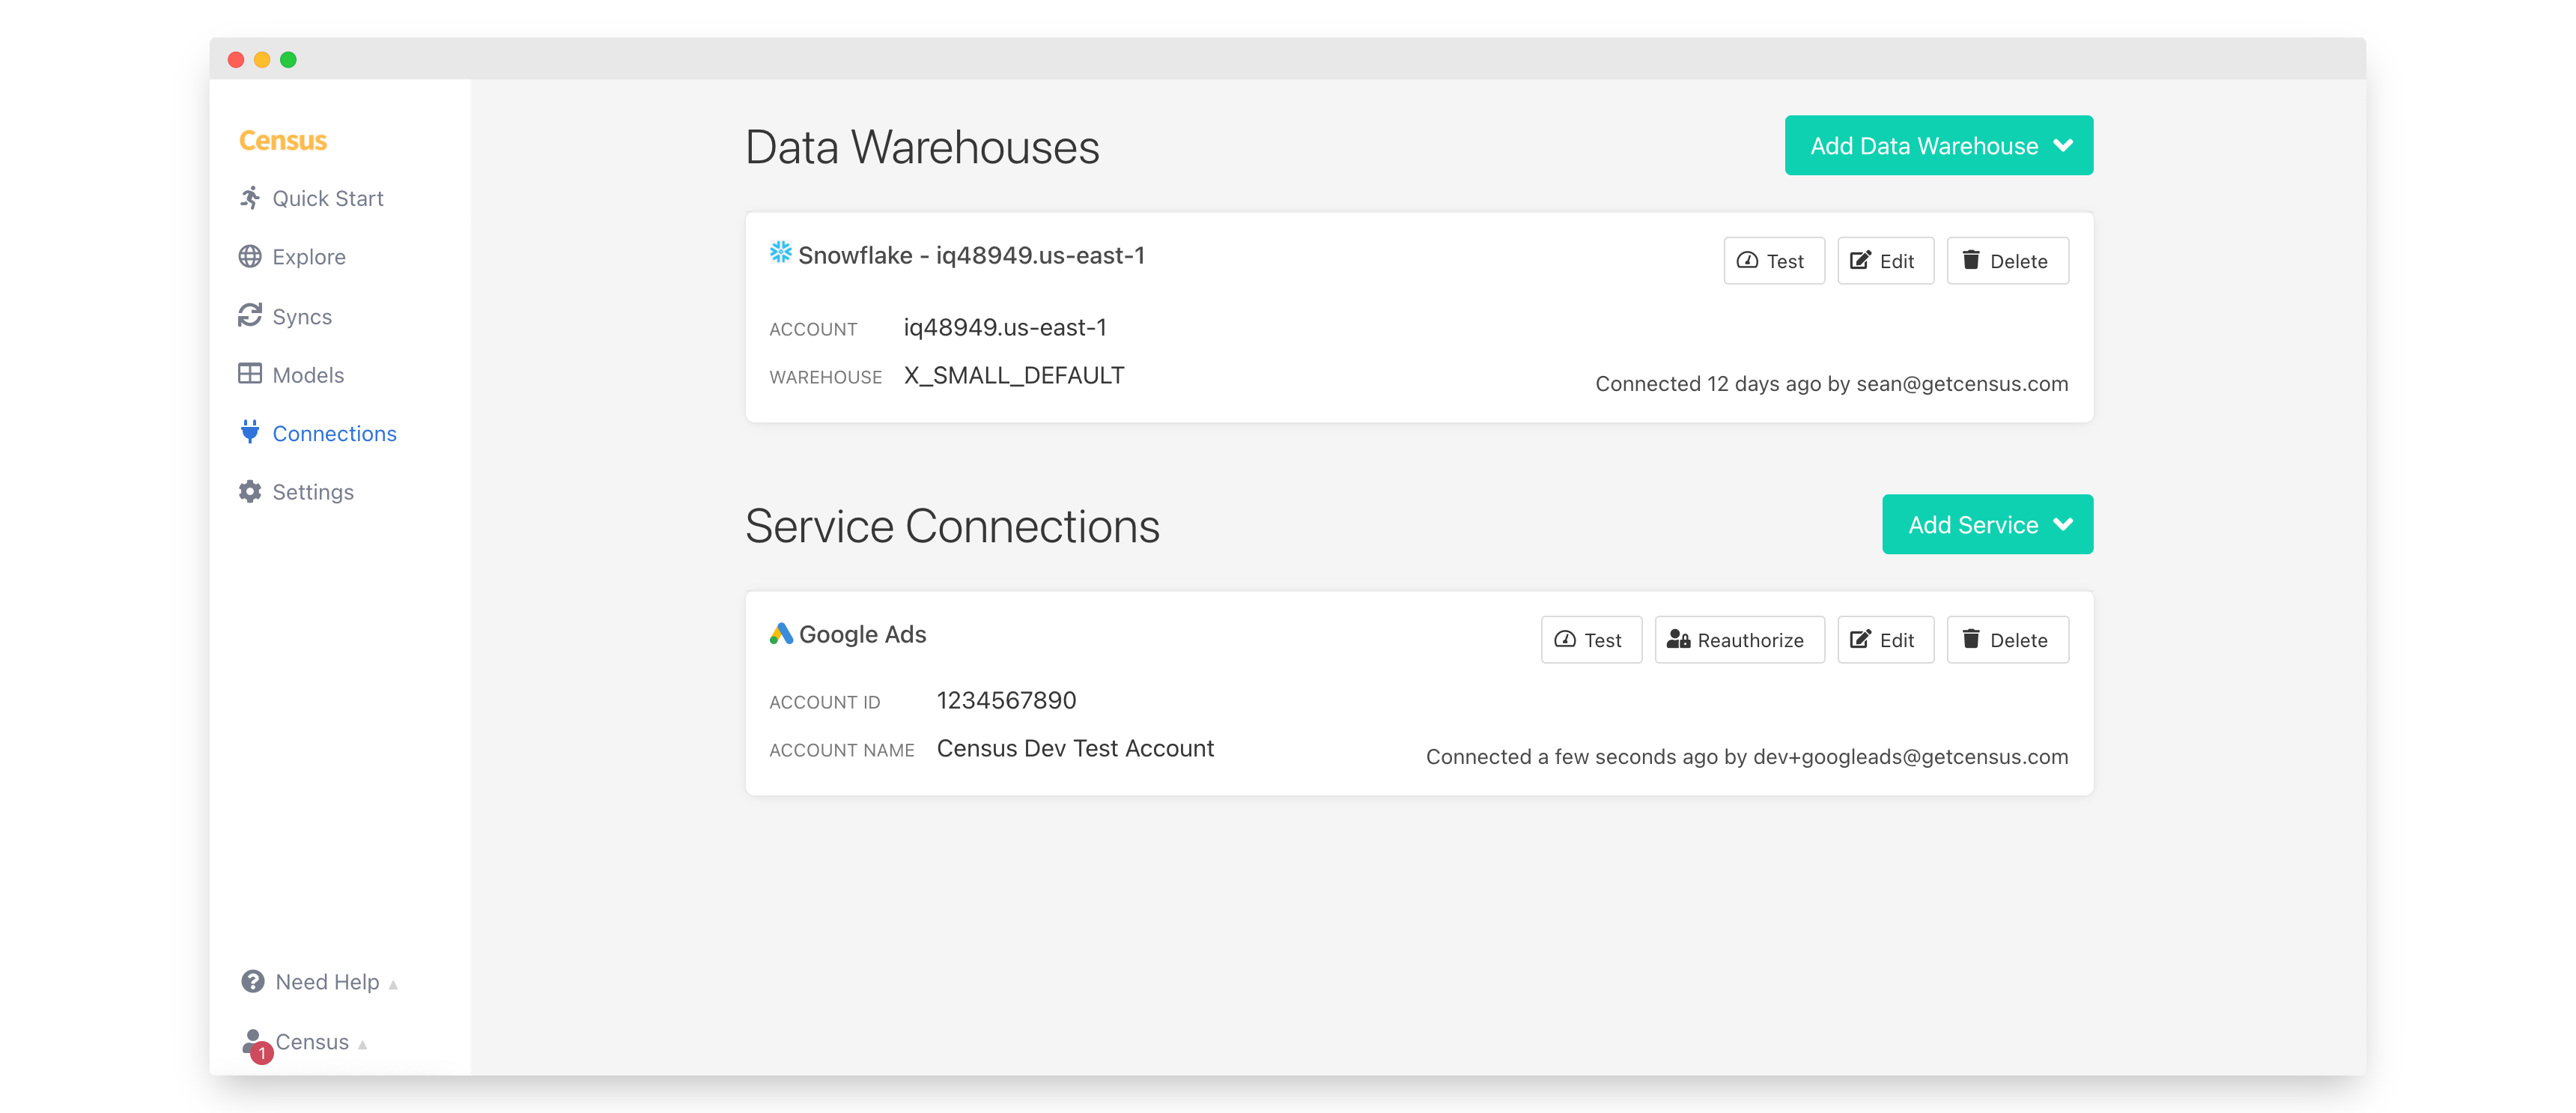 Census
Quick Start
Explore
Syncs
Models
Connections
Settings
Need Help
1
Census
Data Warehouses
Add Data Warehouse
Snowflake - iq48949.us-east-1
Test
Edit
Delete
ACCOUNT iq48949.us-east-1
WAREHOUSE X_SMALL_DEFAULT
Connected 12 days ago by sean@getcensus.com
Service Connections
Add Service
Google Ads
Test
Reauthorize
Edit
Delete
ACCOUNT ID 1234567890
ACCOUNT NAME Census Dev Test Account
Connected a few seconds ago by dev+googleads@getcensus.com